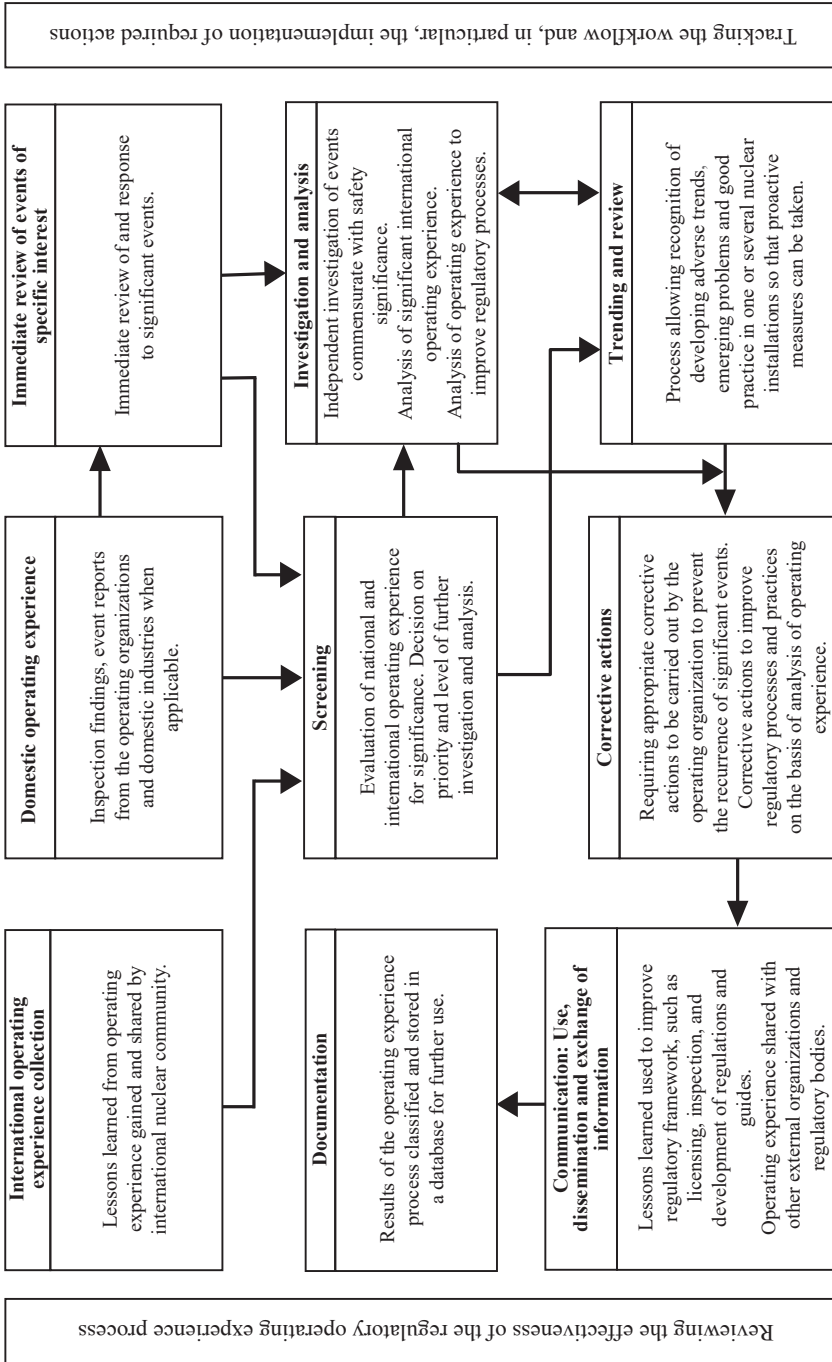 Reviewing the effectiveness of the regulatory operating experience process
International operating
experience collection
Lessons learned from operating
experience gained and shared by
international nuclear community.
Domestic operating experience
Inspection findings, event reports
from the operating organizations
and domestic industries when
applicable.
Immediate review of events of
specific interest
Immediate review of and response
to significant events.
Documentation
Results of the operating experience
process classified and stored in
a database for further use.
Screening
Evaluation of national and
international operating experience
for significance. Decision on
priority and level of further
investigation and analysis.
Investigation and analysis
Independent investigation of events
commensurate with safety
significance.
Analysis of significant international
operating experience.
Analysis of operating experience to
improve regulatory processes.
Communication: Use,
dissemination and exchange of
information
Lessons learned used to improve
regulatory framework, such as
licensing, inspection, and
development of regulations and
guides.
Operating experience shared with
other external organizations and
regulatory bodies.
Corrective actions
Requiring appropriate corrective
actions to be carried out by the
operating organization to prevent
the recurrence of significant events.
Corrective actions to improve
regulatory processes and practices
on the basis of analysis of operating
experience.
Trending and review
Process allowing recognition of
developing adverse trends,
emerging problems and good
practice in one or several nuclear
installations so that proactive
measures can be taken.
Tracking the workflow and, in particular, the implementation of required actions